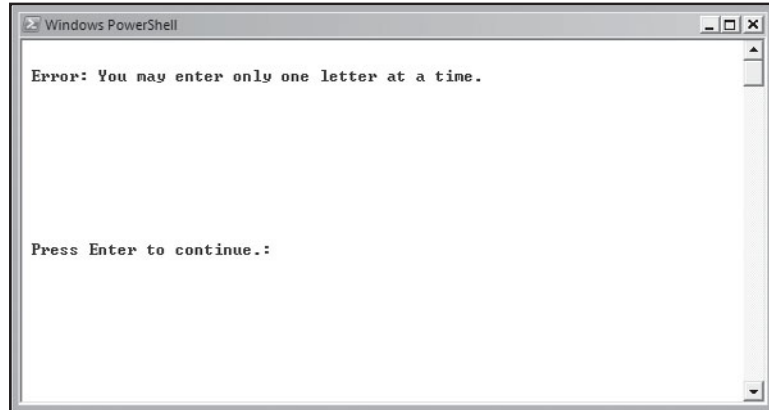 Windows PowerShell
Error: You may enter only one letter at a time.
Press Enter to continue.: